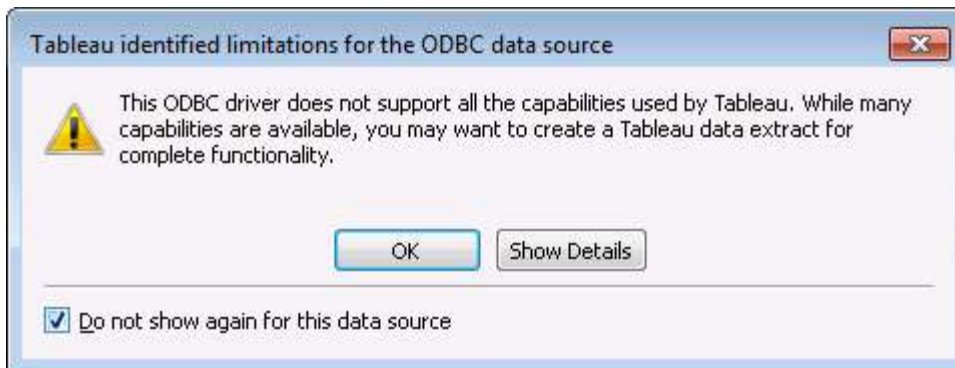 Tableau identified limitations for the ODBC data source
This ODBC driver does not support all the capabilities used by Tableau. While many
capabilities are available, you may want to create a Tableau data extract for
complete functionality.
OK
Show Details
Do not show again for this data source